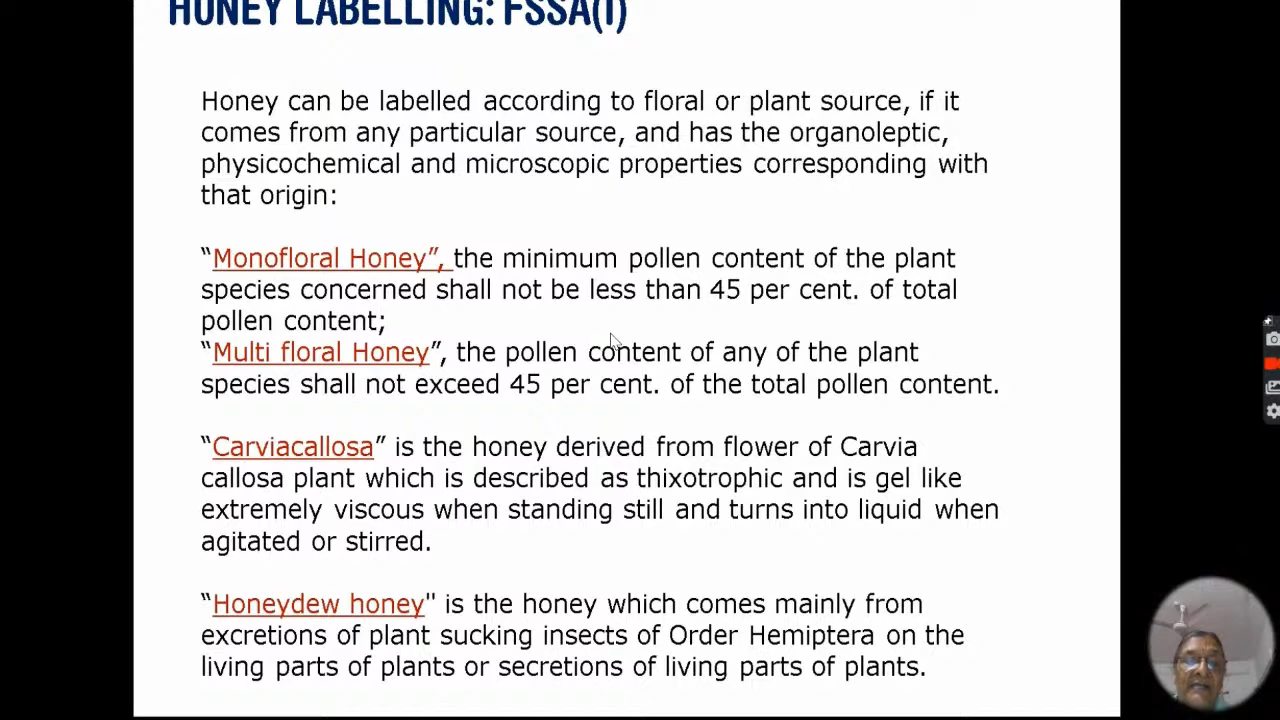 HONEY LABELLING: FSSA(I)
Honey can be labelled according to floral or plant source, if it
comes from any particular source, and has the organoleptic,
physicochemical and microscopic properties corresponding with
that origin:
“Monofloral Honey”, the minimum pollen content of the plant
species concerned shall not be less than 45 per cent. of total
pollen content;
“Multi floral Honey”, the pollen content of any of the plant
species shall not exceed 45 per cent. of the total pollen content.
“Carviacallosa” is the honey derived from flower of Carvia
callosa plant which is described as thixotrophic and is gel like
extremely viscous when standing still and turns into liquid when
agitated or stirred.
“Honeydew honey" is the honey which comes mainly from
excretions of plant sucking insects of Order Hemiptera on the
living parts of plants or secretions of living parts of plants.